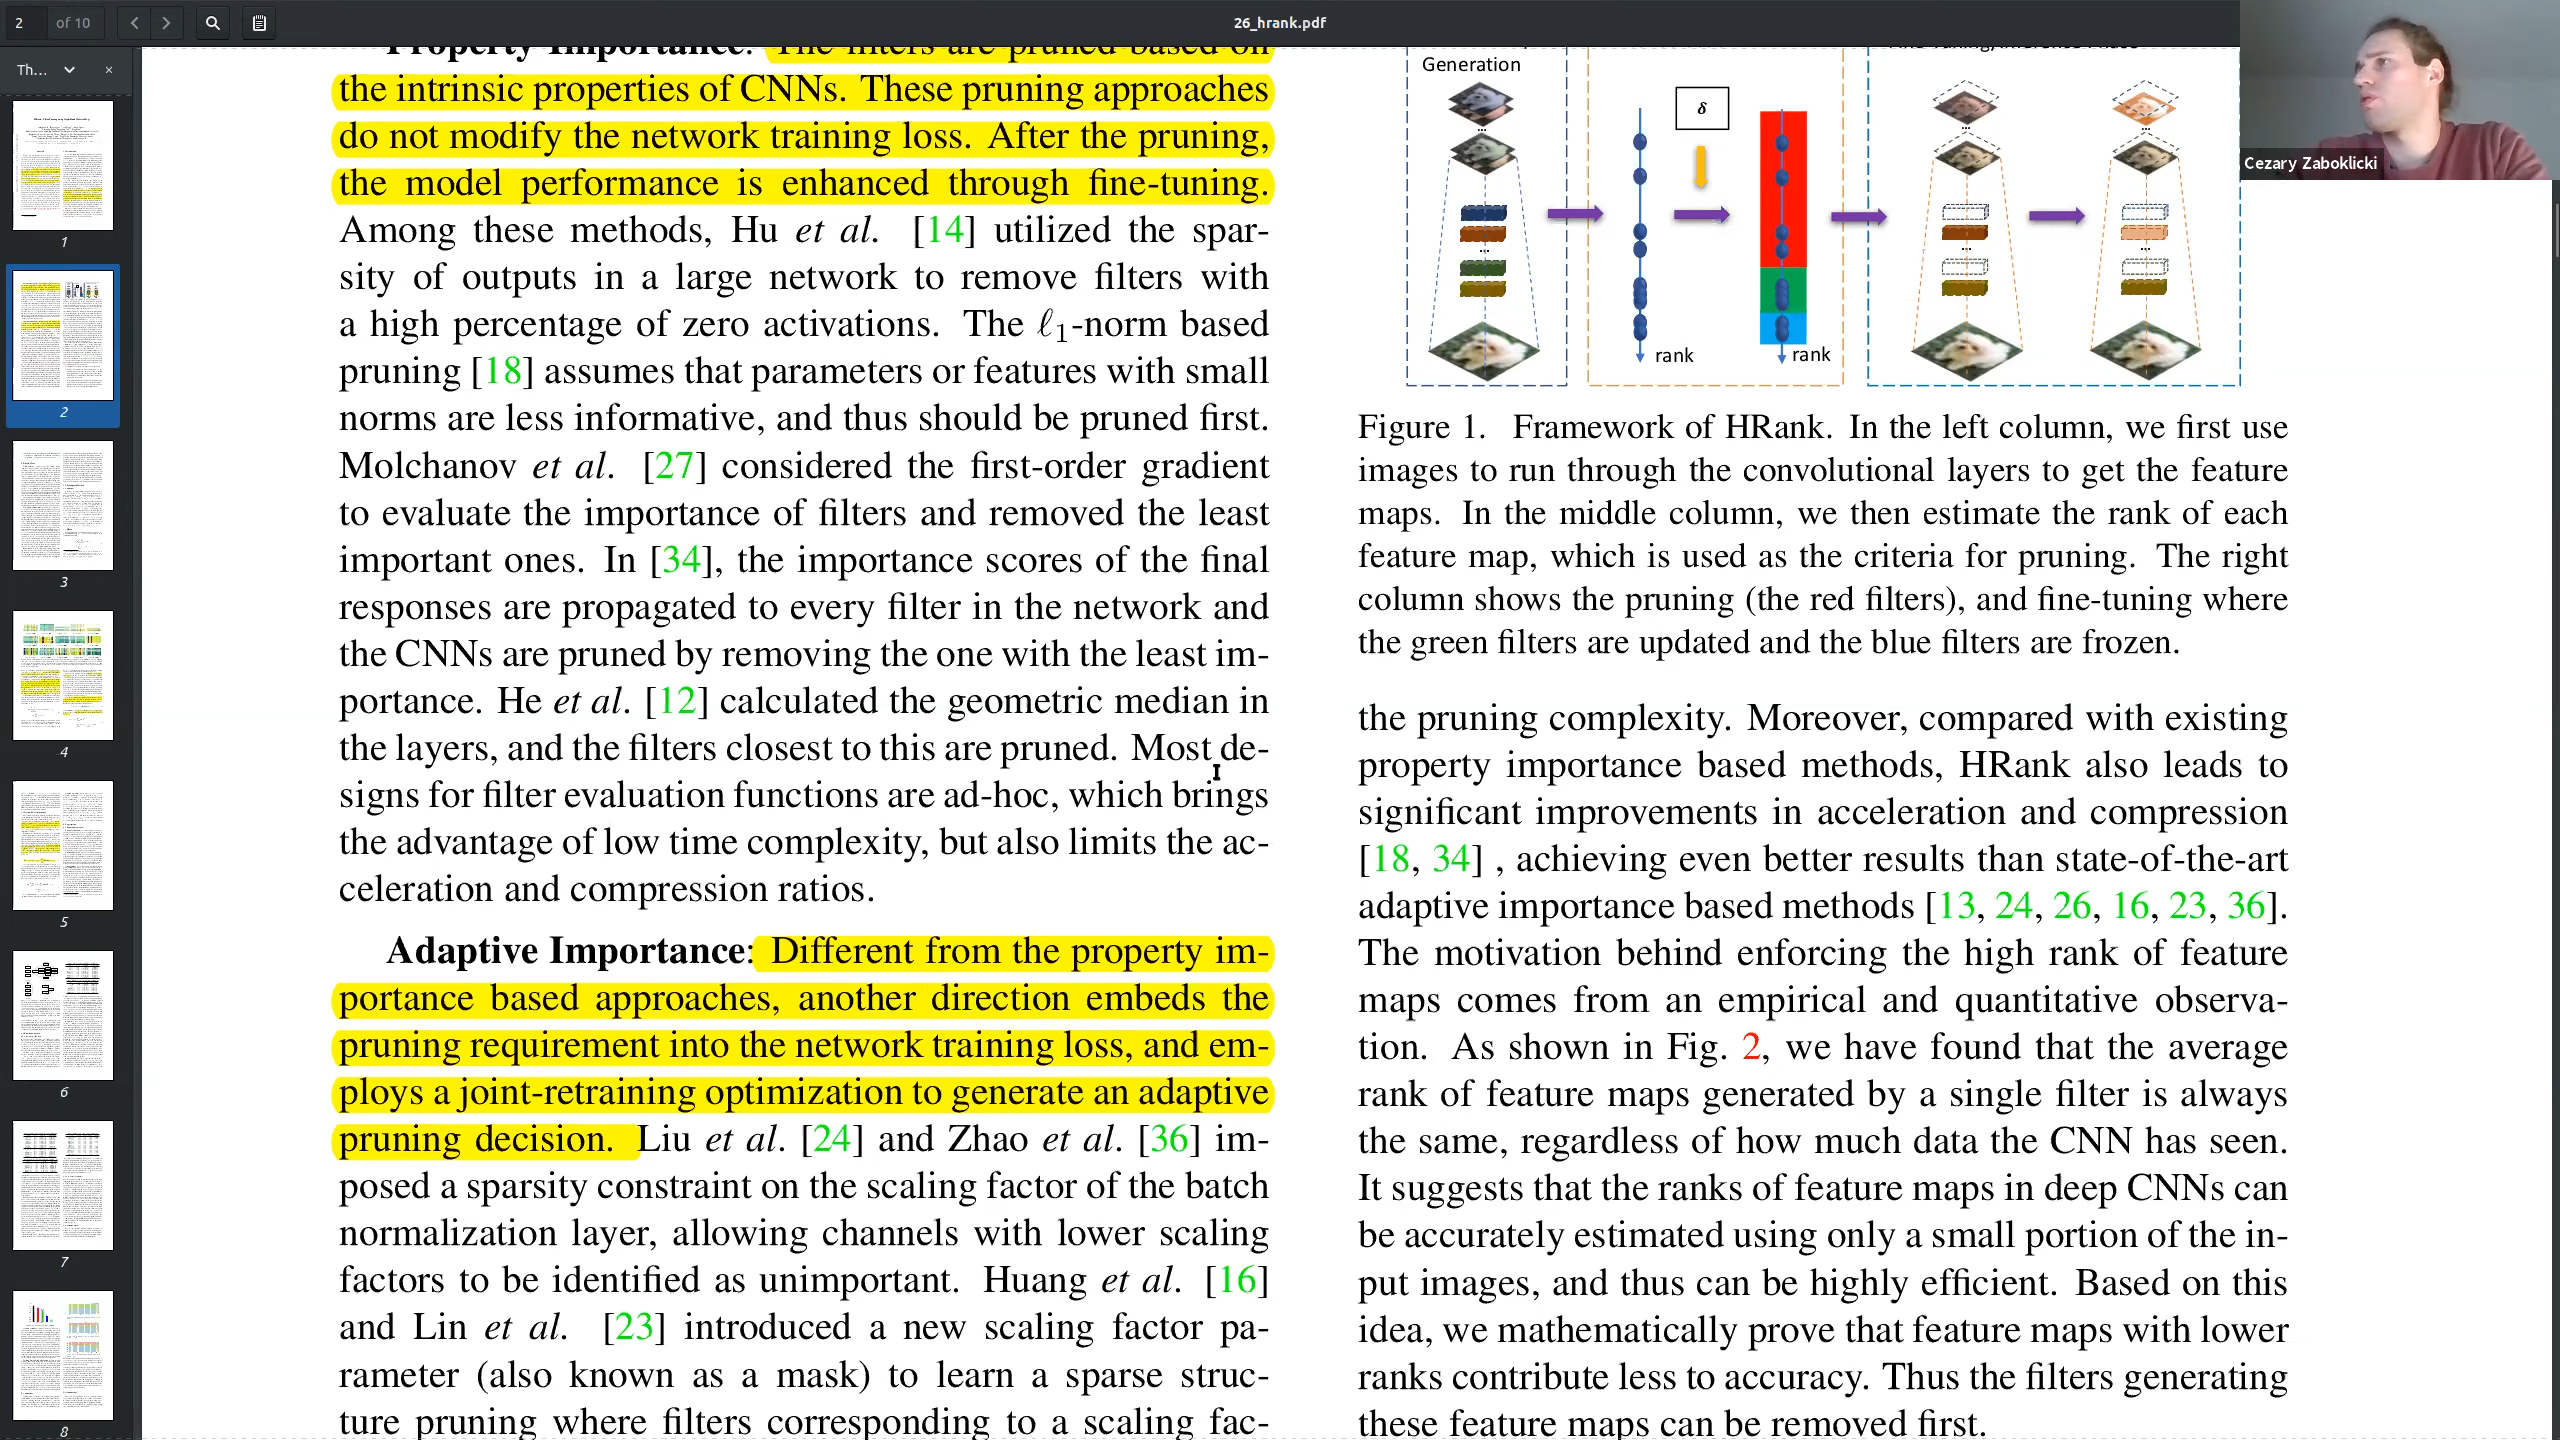 2 of 10
26_hrank.pdf
Th...
1
2
3
4
5
6
7
8
Cezary Zaboklicki
Property Importance: The filters are pruned based on
the intrinsic properties of CNNs. These pruning approaches
do not modify the network training loss. After the pruning,
the model performance is enhanced through fine-tuning.
Among these methods, Hu et al. [14] utilized the spar-
sity of outputs in a large network to remove filters with
a high percentage of zero activations. The ℓ1-norm based
pruning [18] assumes that parameters or features with small
norms are less informative, and thus should be pruned first.
Molchanov et al. [27] considered the first-order gradient
to evaluate the importance of filters and removed the least
important ones. In [34], the importance scores of the final
responses are propagated to every filter in the network and
the CNNs are pruned by removing the one with the least im-
portance. He et al. [12] calculated the geometric median in
the layers, and the filters closest to this are pruned. Most de-
signs for filter evaluation functions are ad-hoc, which brings
the advantage of low time complexity, but also limits the ac-
celeration and compression ratios.
Adaptive Importance: Different from the property im-
portance based approaches, another direction embeds the
pruning requirement into the network training loss, and em-
ploys a joint-retraining optimization to generate an adaptive
pruning decision. Liu et al. [24] and Zhao et al. [36] im-
posed a sparsity constraint on the scaling factor of the batch
normalization layer, allowing channels with lower scaling
factors to be identified as unimportant. Huang et al. [16]
and Lin et al. [23] introduced a new scaling factor pa-
rameter (also known as a mask) to learn a sparse struc-
ture pruning where filters corresponding to a scaling fac-
Generation
δ
rank
rank
Figure 1. Framework of HRank. In the left column, we first use
images to run through the convolutional layers to get the feature
maps. In the middle column, we then estimate the rank of each
feature map, which is used as the criteria for pruning. The right
column shows the pruning (the red filters), and fine-tuning where
the green filters are updated and the blue filters are frozen.
the pruning complexity. Moreover, compared with existing
property importance based methods, HRank also leads to
significant improvements in acceleration and compression
[18, 34] , achieving even better results than state-of-the-art
adaptive importance based methods [13, 24, 26, 16, 23, 36].
The motivation behind enforcing the high rank of feature
maps comes from an empirical and quantitative observa-
tion. As shown in Fig. 2, we have found that the average
rank of feature maps generated by a single filter is always
the same, regardless of how much data the CNN has seen.
It suggests that the ranks of feature maps in deep CNNs can
be accurately estimated using only a small portion of the in-
put images, and thus can be highly efficient. Based on this
idea, we mathematically prove that feature maps with lower
ranks contribute less to accuracy. Thus the filters generating
these feature maps can be removed first.